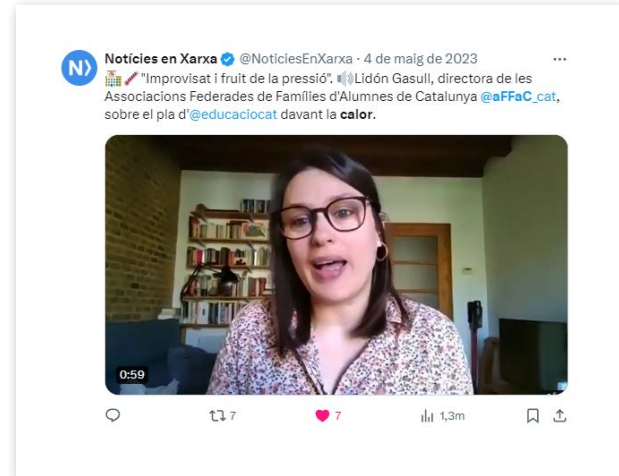 N
Notícies en Xarxa @NoticiesEnXarxa · 4 de maig de 2023 ···
"Improvisat i fruit de la pressió". Lidón Gasull, directora de les
Associacions Federades de Famílies d'Alumnes de Catalunya @aFFaC_cat,
sobre el pla d'@educaciocat davant la calor.
0:59
7 7 1,3m